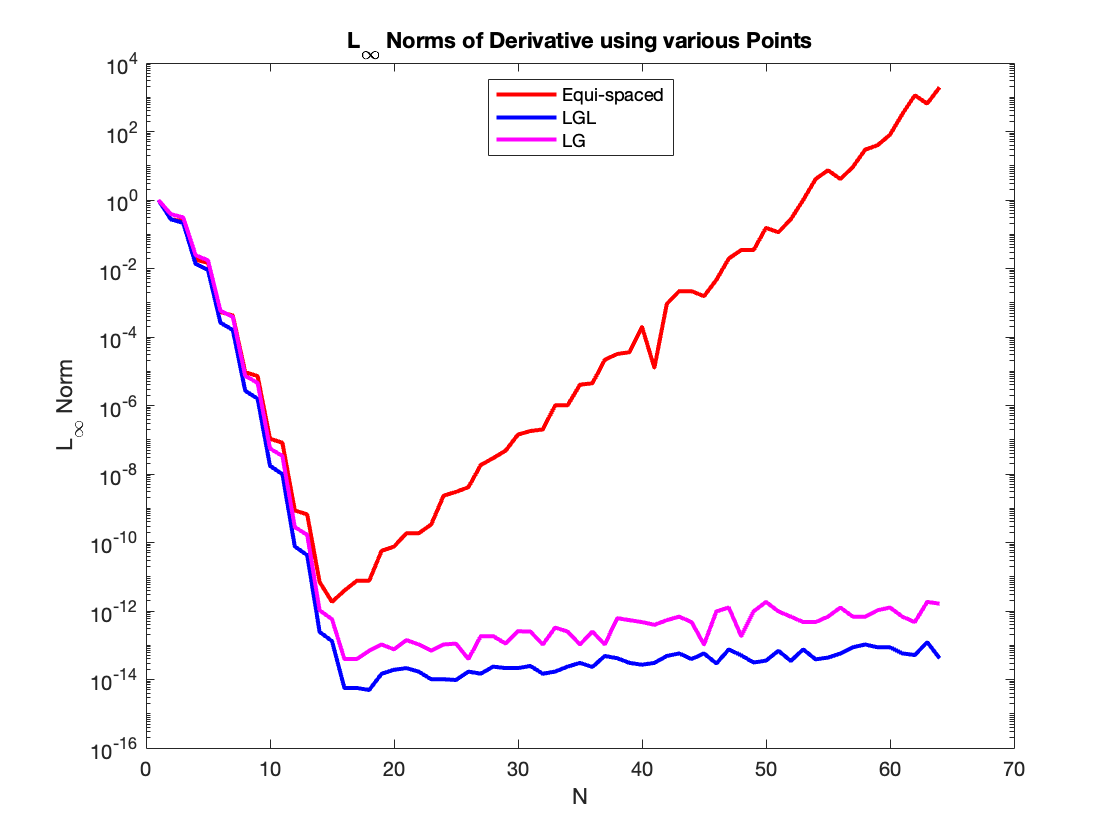 L∞ Norms of Derivative using various Points
Equi-spaced
LGL
LG
10^4
10^2
10^0
10^-2
10^-4
10^-6
10^-8
10^-10
10^-12
10^-14
10^-16
L∞ Norm
0 10 20 30 40 50 60 70
N